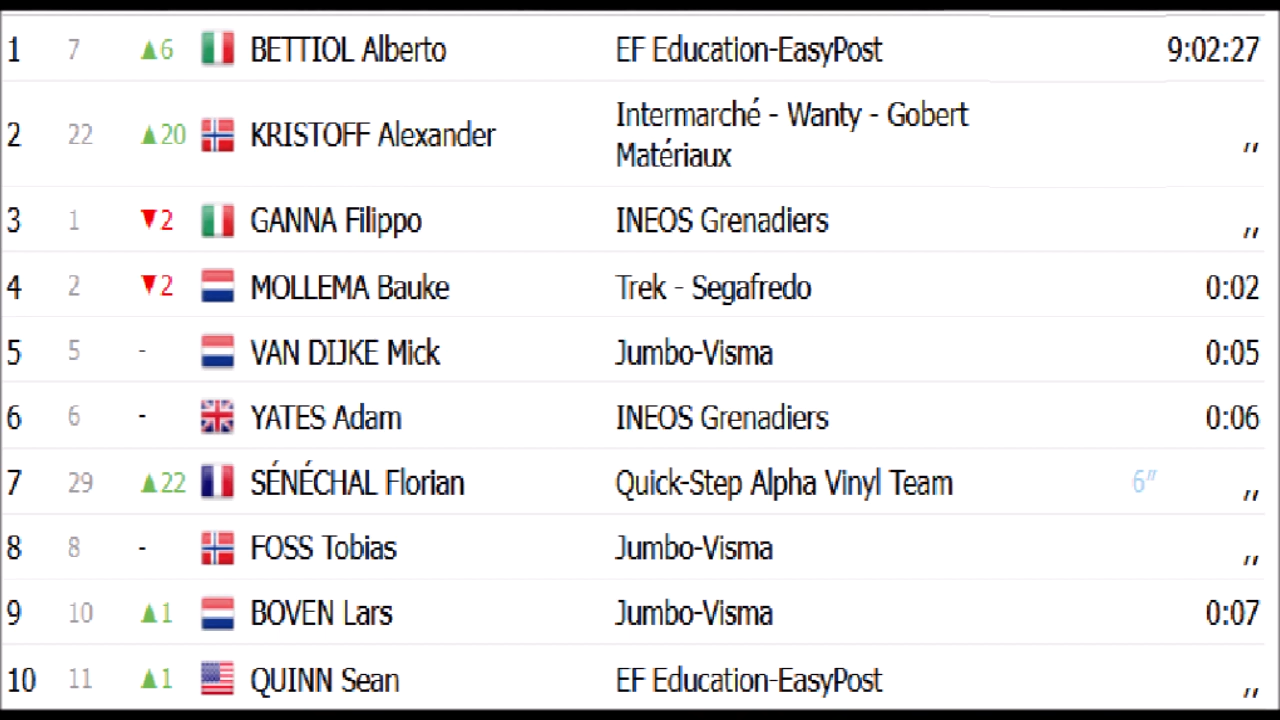 1 7 ▲6 BETTIOL Alberto EF Education-EasyPost 9:02:27
2 22 ▲20 KRISTOFF Alexander Intermarché - Wanty - Gobert
Matériaux ,,
3 1 ▼2 GANNA Filippo INEOS Grenadiers ,,
4 2 ▼2 MOLLEMA Bauke Trek - Segafredo 0:02
5 5 - VAN DIJKE Mick Jumbo-Visma 0:05
6 6 - YATES Adam INEOS Grenadiers 0:06
7 29 ▲22 SÉNÉCHAL Florian Quick-Step Alpha Vinyl Team 6″ ,,
8 8 - FOSS Tobias Jumbo-Visma ,,
9 10 ▲1 BOVEN Lars Jumbo-Visma 0:07
10 11 ▲1 QUINN Sean EF Education-EasyPost ,,